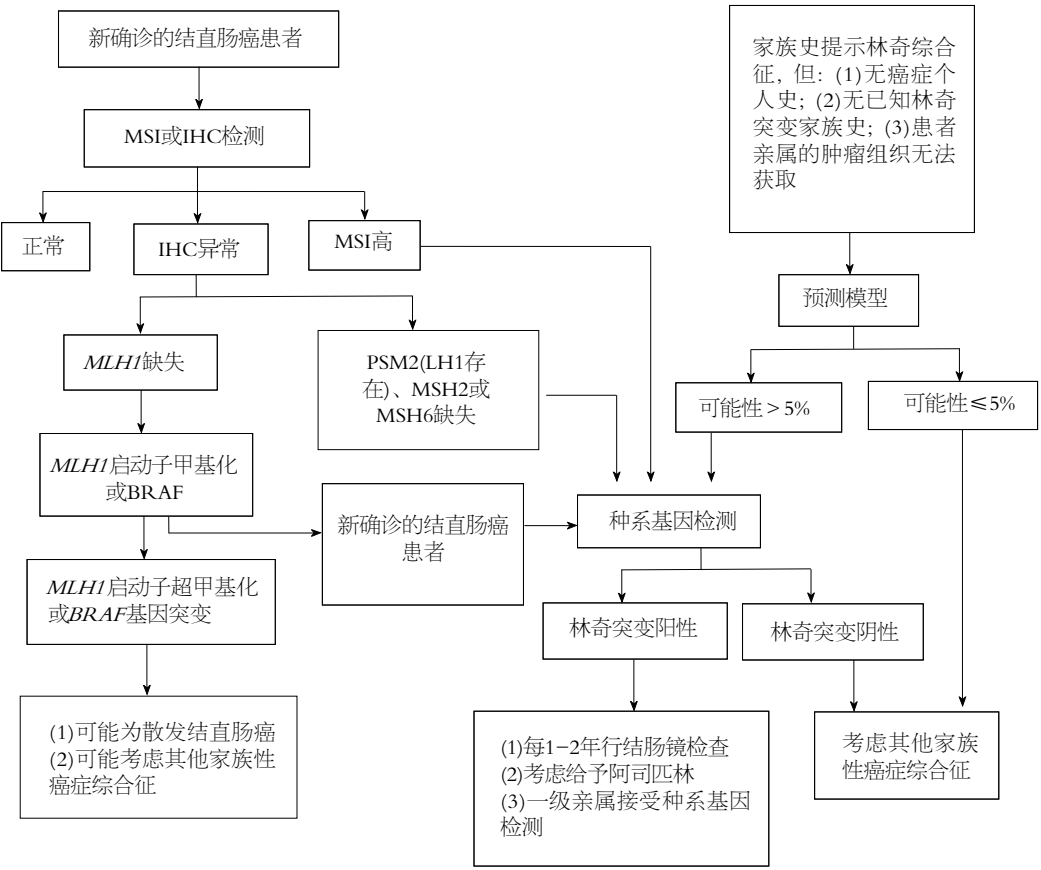 新确诊的结直肠癌患者
MSI或IHC检测
正常
IHC异常
MSI高
MLH1缺失
PSM2(LH1存
在)、MSH2或
MSH6缺失
MLH1启动子甲基化
或BRAF
新确诊的结直肠癌
患者
MLH1启动子超甲基化
或BRAF基因突变
(1)可能为散发结直肠癌
(2)可能考虑其他家族性
癌症综合征
家族史提示林奇综合
征, 但: (1)无癌症个
人史; (2)无已知林奇
突变家族史; (3)患者
亲属的肿瘤组织无法
获取
预测模型
可能性>5%
可能性≤5%
种系基因检测
林奇突变阳性
林奇突变阴性
(1)每1-2年行结肠镜检查
(2)考虑给予阿司匹林
(3)一级亲属接受种系基因
检测
考虑其他家族
性癌症综合征